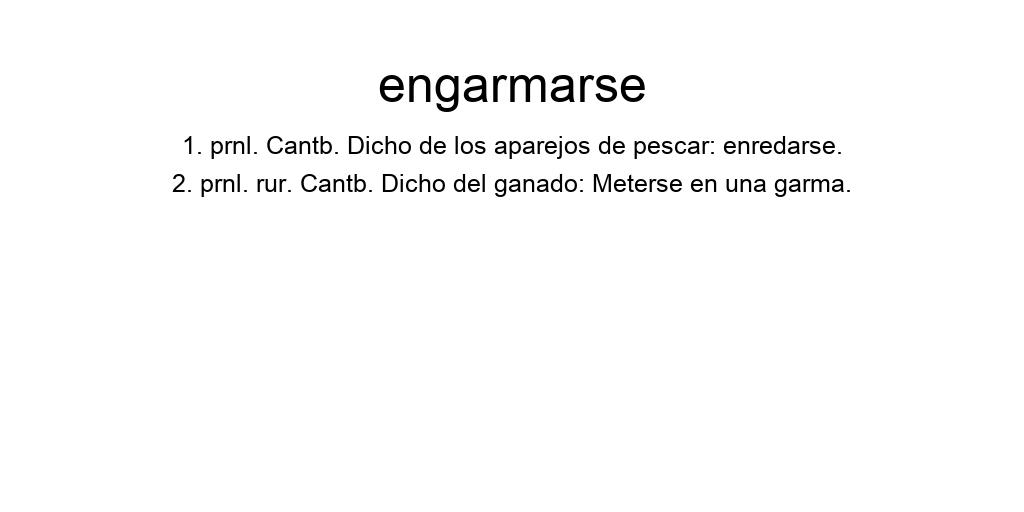 engarmarse
1. prnl. Cantb. Dicho de los aparejos de pescar: enredarse.
2. prnl. rur. Cantb. Dicho del ganado: Meterse en una garma.